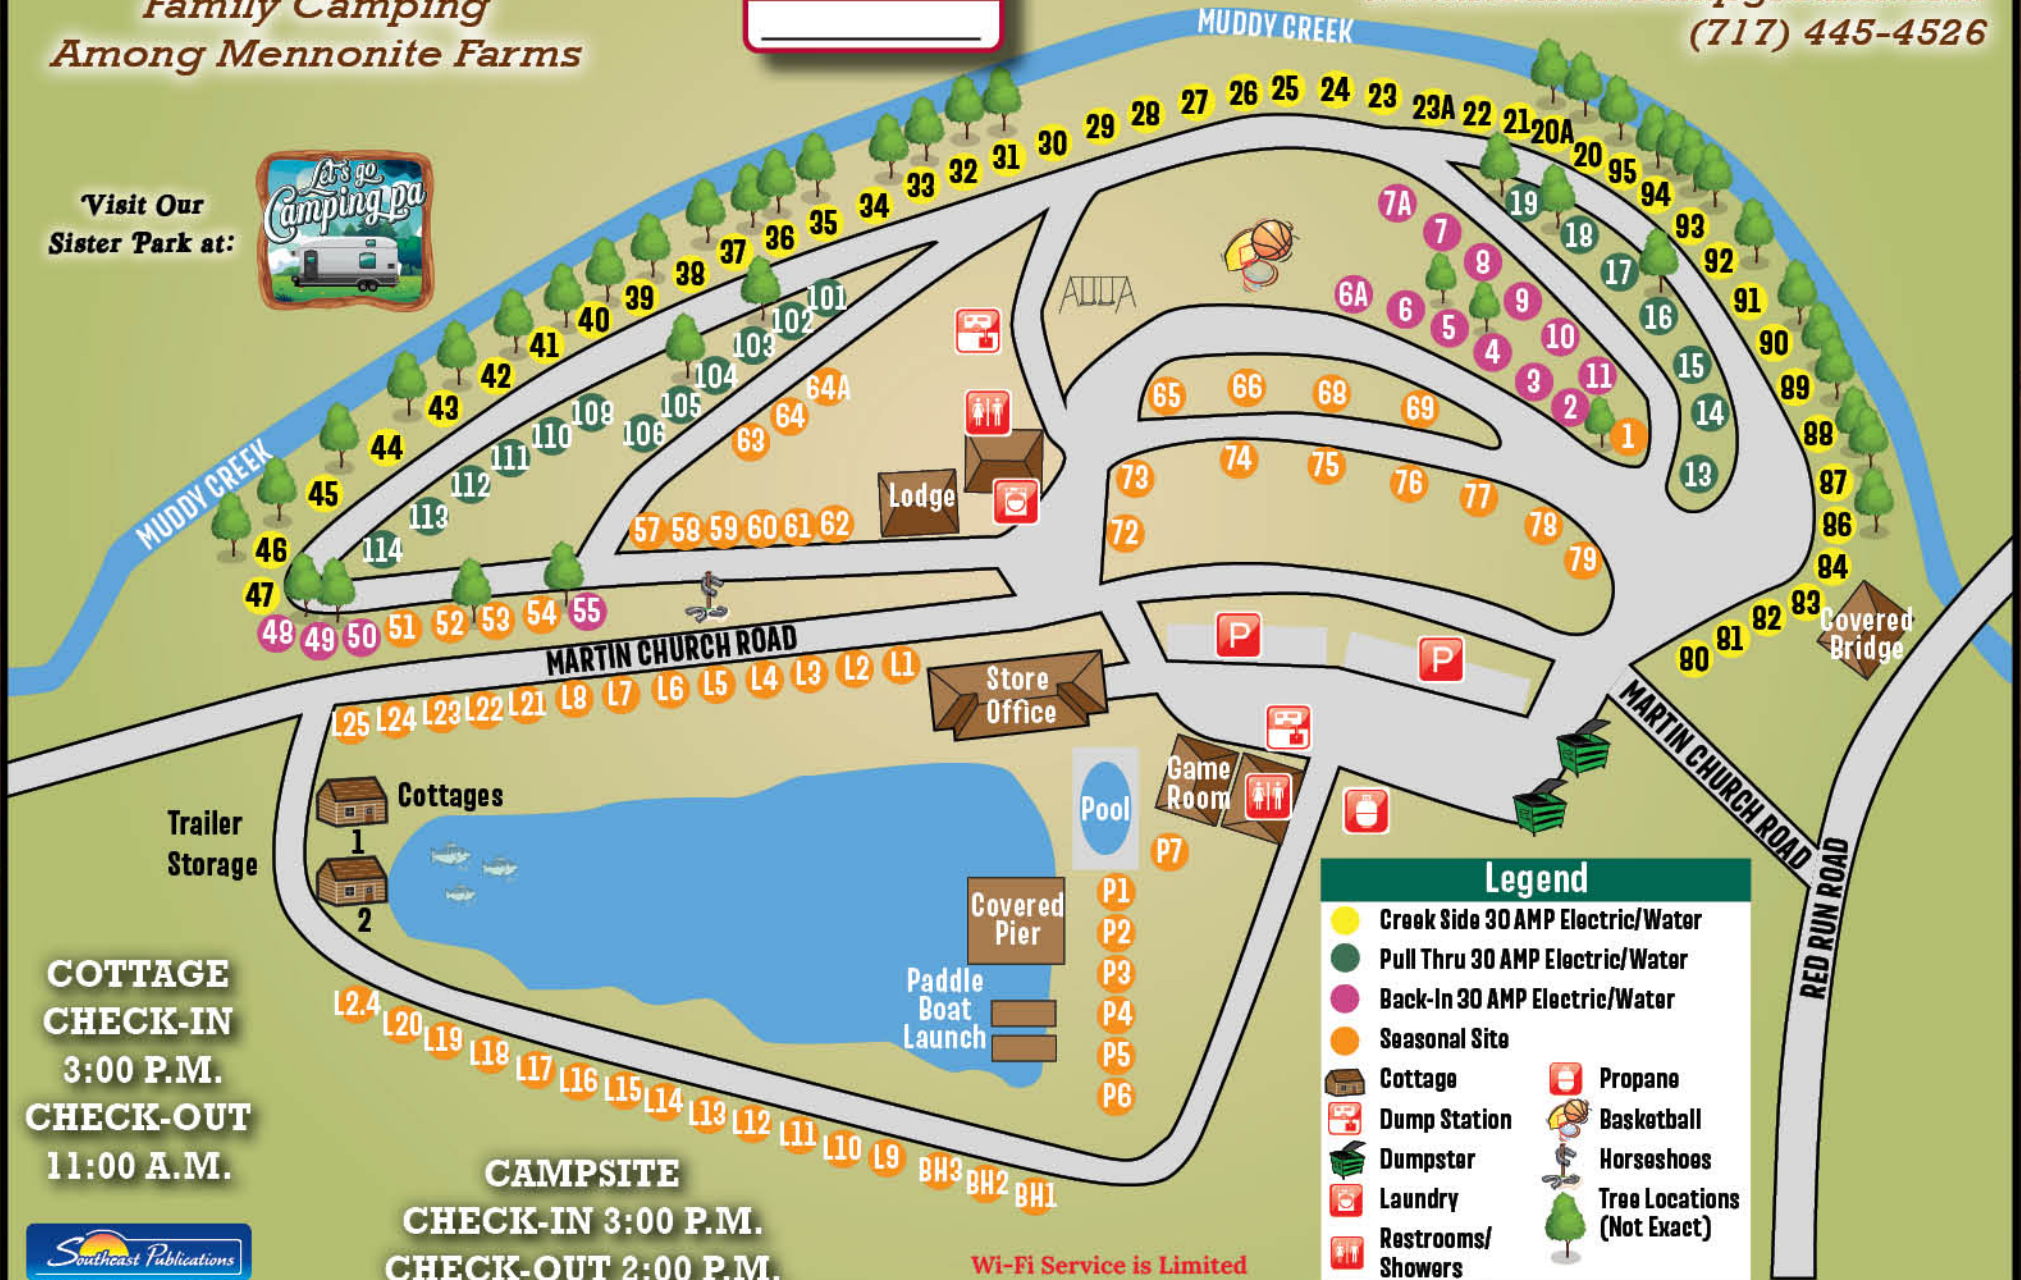 Family Camping
Among Mennonite Farms
(717) 445-4526
MUDDY CREEK
Visit Our
Sister Park at:
Let's go
Camping pa
25 24 23 23A 22 21 20A 20 95 94 93 92 91 90 89 88 87 86 84 83 82 81 80
26 27 28 29 30 31 32 33 34 35 36 37 38 39 40 41 42 43 44 45 46 47
MUDDY CREEK
19 18 17 16 15 14 13
7A 7 8 9 10 11
6A 6 5 4 3 2 1
101 102 103 104 105 106 108 110 111 112 113 114
64A 64 63
65 66 68 69
73 74 75 76 77 78 79
72
57 58 59 60 61 62
Lodge
48 49 50 51 52 53 54 55
MARTIN CHURCH ROAD
P
P
Covered
Bridge
L25 L24 L23 L22 L21 L8 L7 L6 L5 L4 L3 L2 L1
Store
Office
MARTIN CHURCH ROAD
RED RUN ROAD
Game
Room
Pool
Cottages
1
2
Trailer
Storage
P7
P1
P2
P3
P4
P5
P6
Covered
Pier
Paddle
Boat
Launch
L2.4 L20 L19 L18 L17 L16 L15 L14 L13 L12 L11 L10 L9 BH3 BH2 BH1
COTTAGE
CHECK-IN
3:00 P.M.
CHECK-OUT
11:00 A.M.
CAMPSITE
CHECK-IN 3:00 P.M.
CHECK-OUT 2:00 P.M.
Southeast Publications
Wi-Fi Service is Limited
Legend
Creek Side 30 AMP Electric/Water
Pull Thru 30 AMP Electric/Water
Back-In 30 AMP Electric/Water
Seasonal Site
Cottage
Dump Station
Dumpster
Laundry
Restrooms/
Showers
Propane
Basketball
Horseshoes
Tree Locations
(Not Exact)